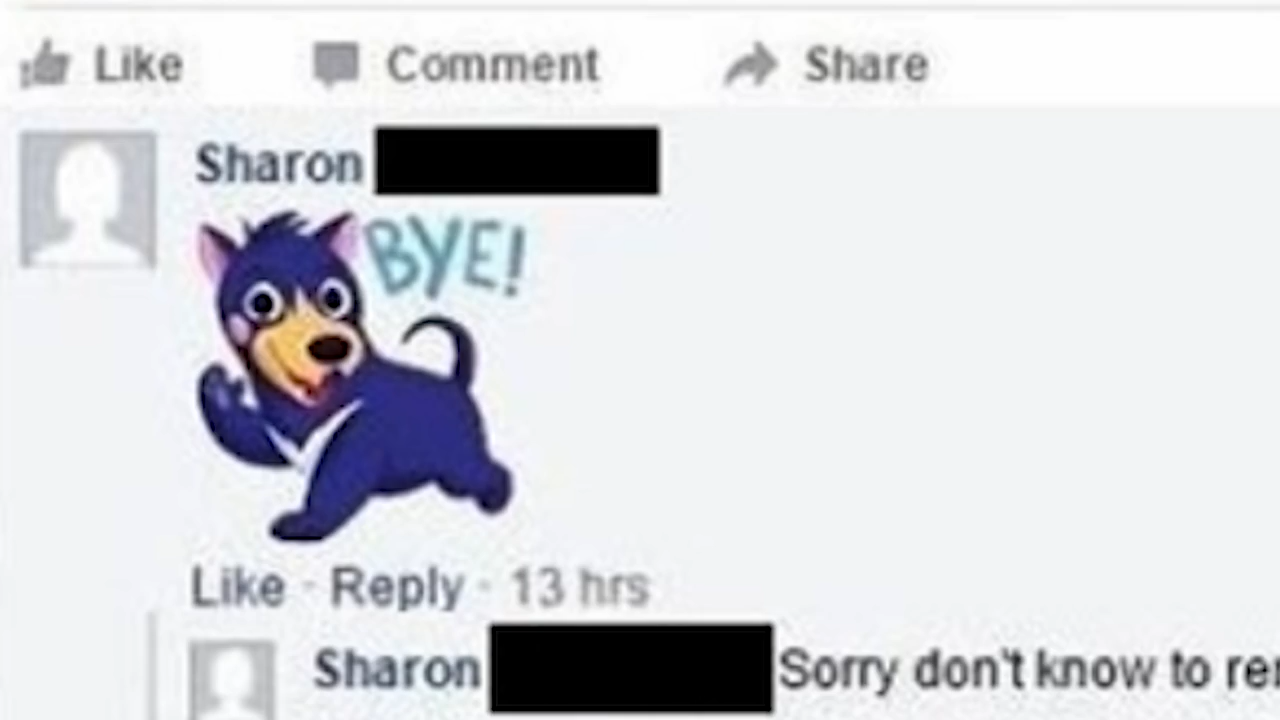 Like Comment Share
Sharon
BYE!
Like · Reply · 13 hrs
Sharon Sorry don't know to